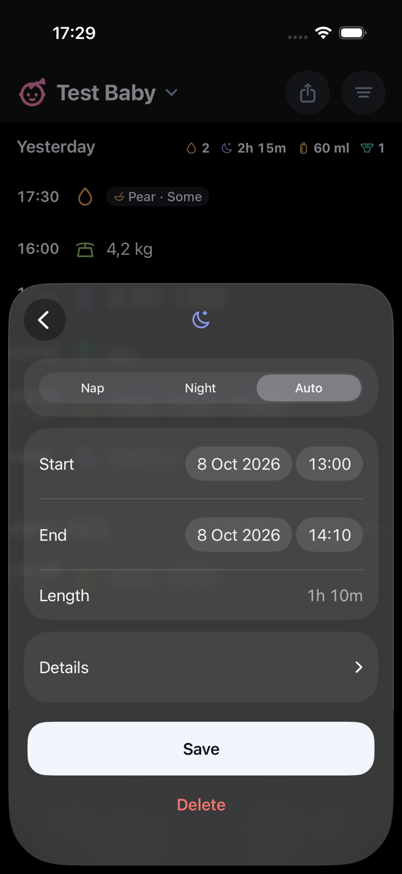 17:29
Test Baby
Yesterday 2 2h 15m 60 ml 1
17:30 Pear · Some
16:00 4,2 kg
Nap Night Auto
Start 8 Oct 2026 13:00
End 8 Oct 2026 14:10
Length 1h 10m
Details
Save
Delete